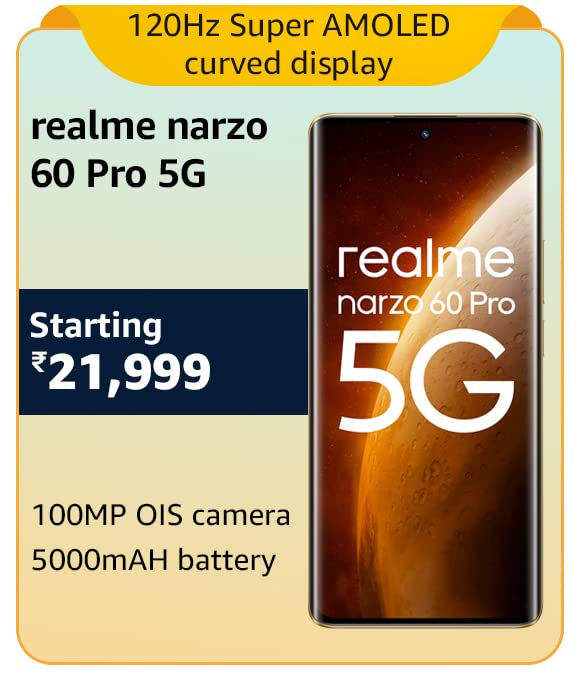 120Hz Super AMOLED
curved display
realme narzo
60 Pro 5G
Starting
₹21,999
100MP OIS camera
5000mAH battery
realme
narzo 60 Pro
5G